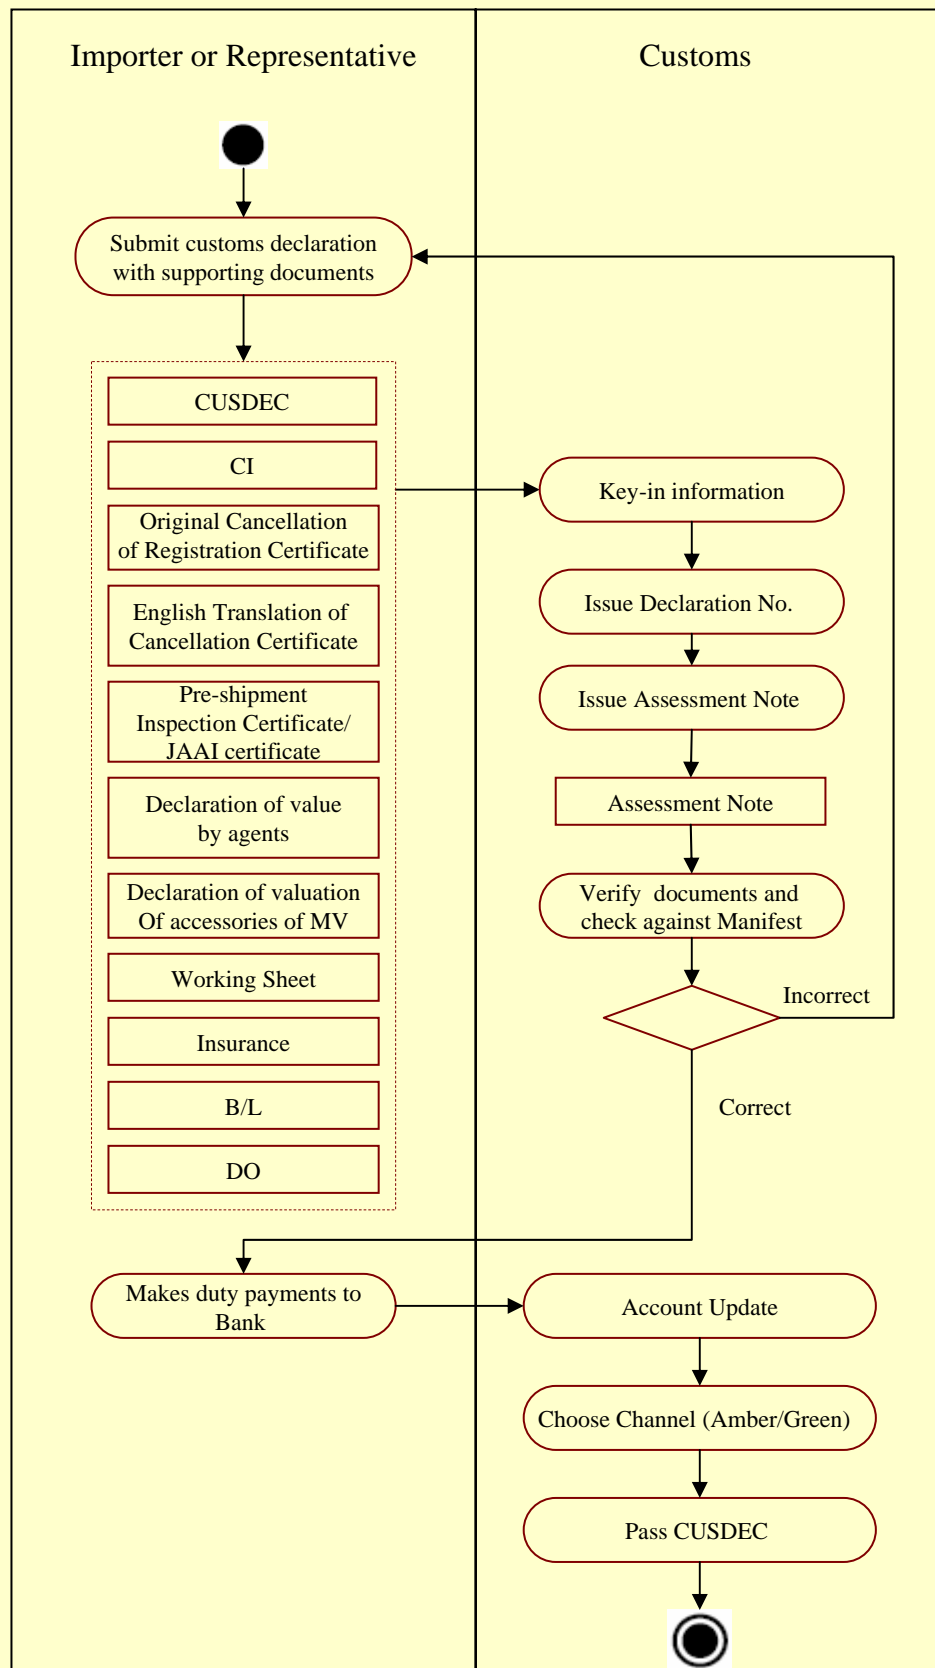 Importer or Representative
Customs
Submit customs declaration
with supporting documents
CUSDEC
CI
Original Cancellation
of Registration Certificate
English Translation of
Cancellation Certificate
Pre-shipment
Inspection Certificate/
JAAI certificate
Declaration of value
by agents
Declaration of valuation
Of accessories of MV
Working Sheet
Insurance
B/L
DO
Key-in information
Issue Declaration No.
Issue Assessment Note
Assessment Note
Verify documents and
check against Manifest
Incorrect
Correct
Makes duty payments to
Bank
Account Update
Choose Channel (Amber/Green)
Pass CUSDEC